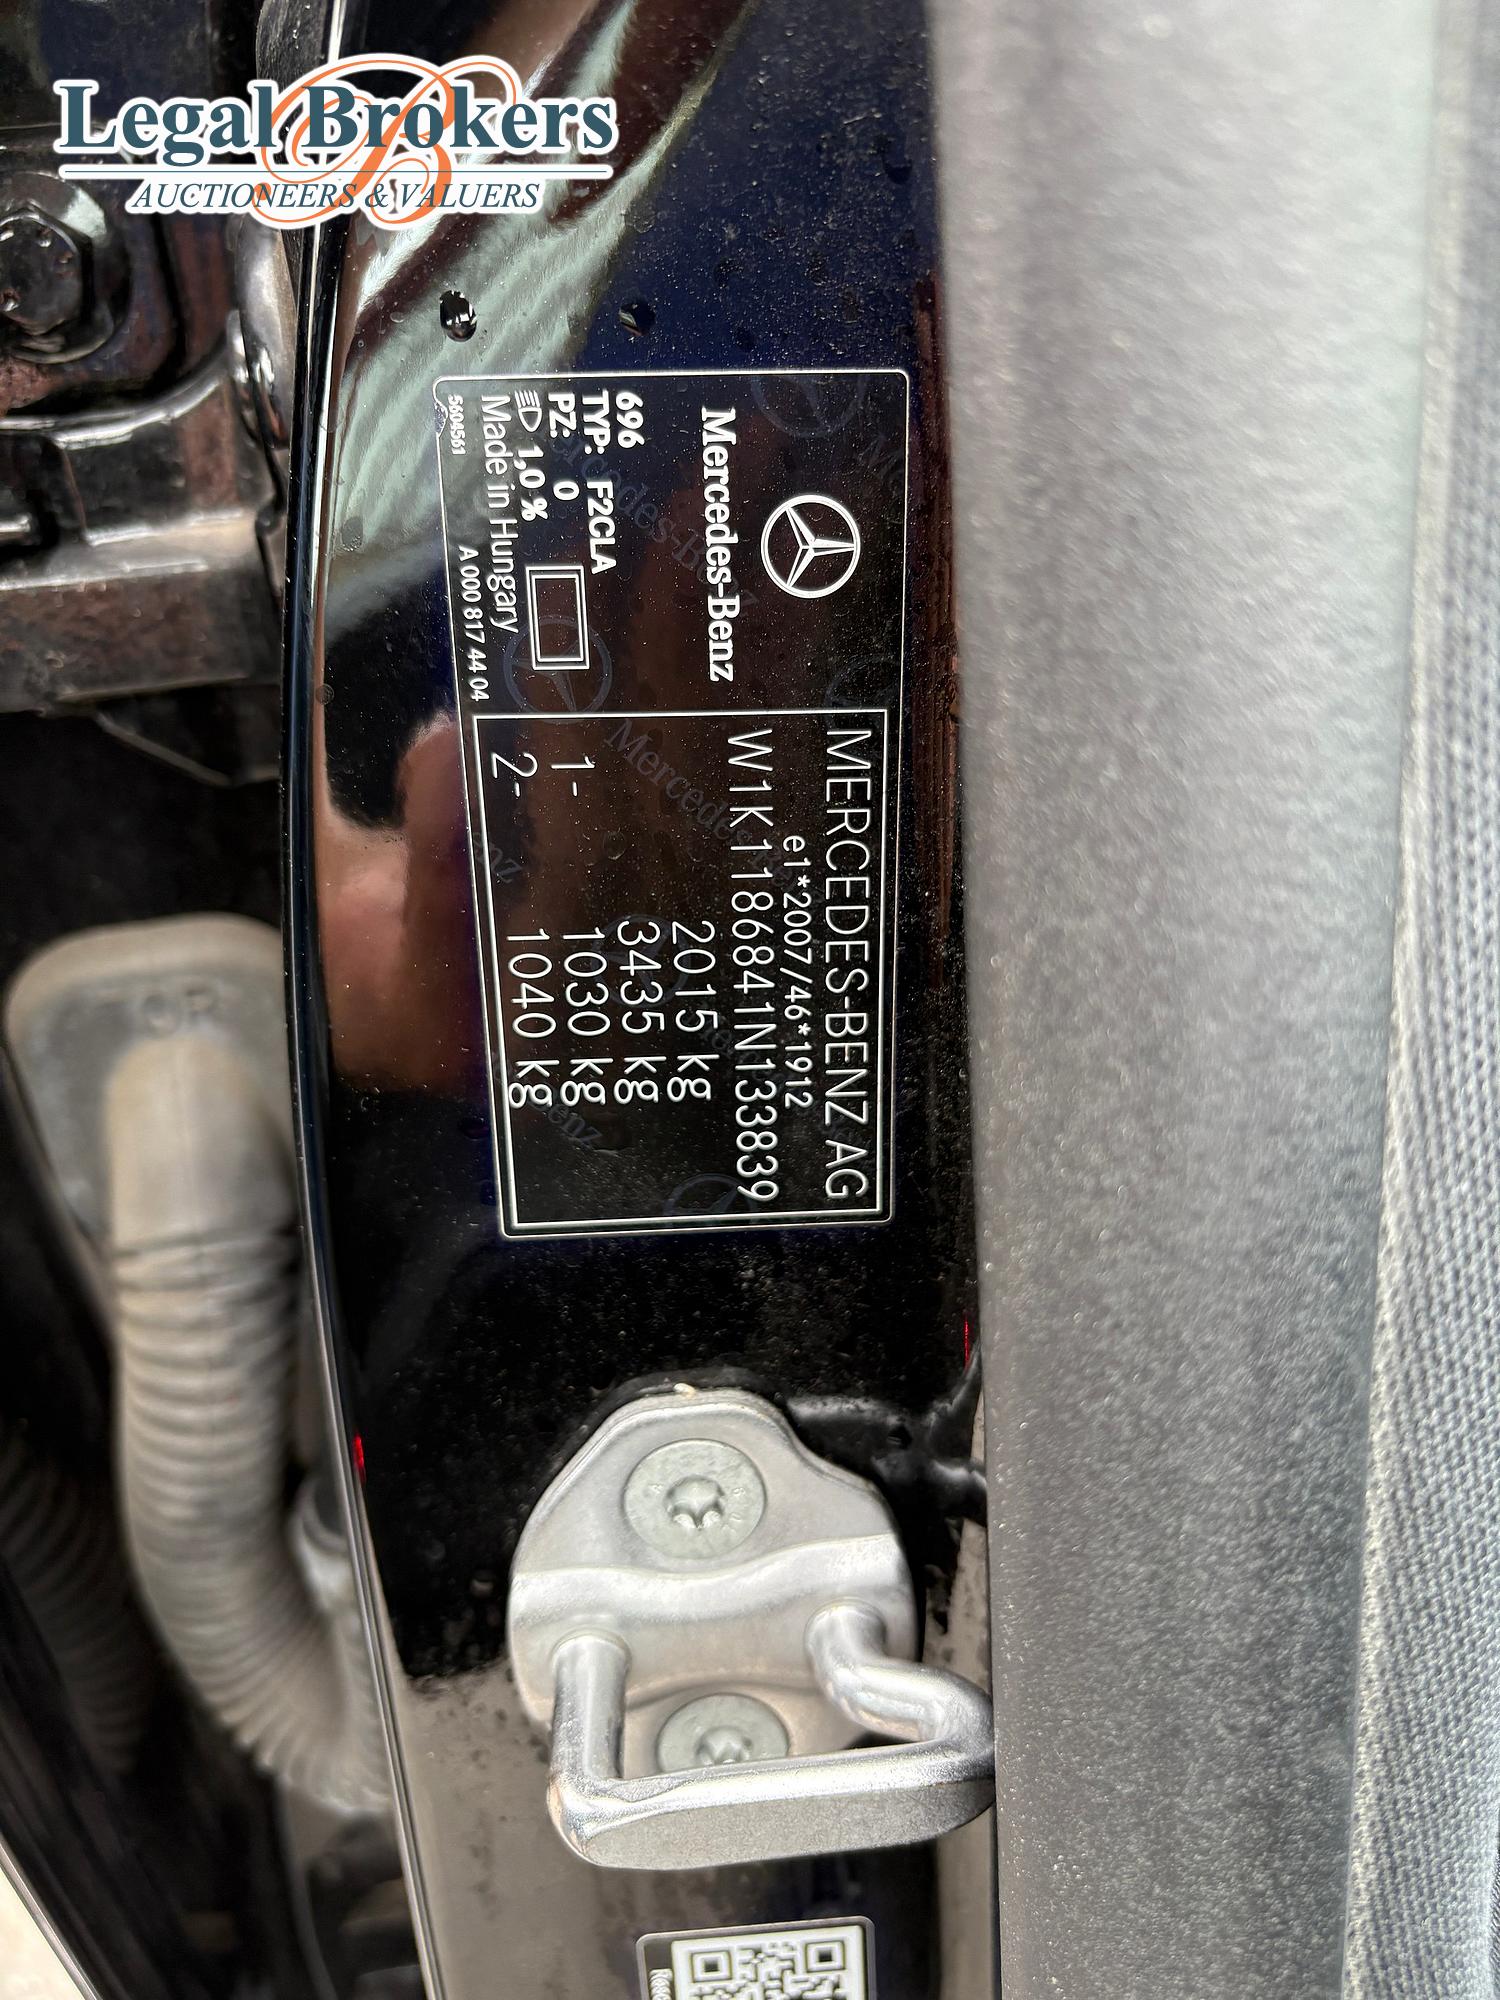 Legal Brokers
AUCTIONEERS & VALUERS
Mercedes-Benz
696
TYP: F2CLA
PZ: 0
1,0 %
Made in Hungary
5604561
A 000 817 44 04
MERCEDES-BENZ AG
e1*2007/46*1912
W1K1186841N133839
2015 kg
3435 kg
1- 1030 kg
2- 1040 kg